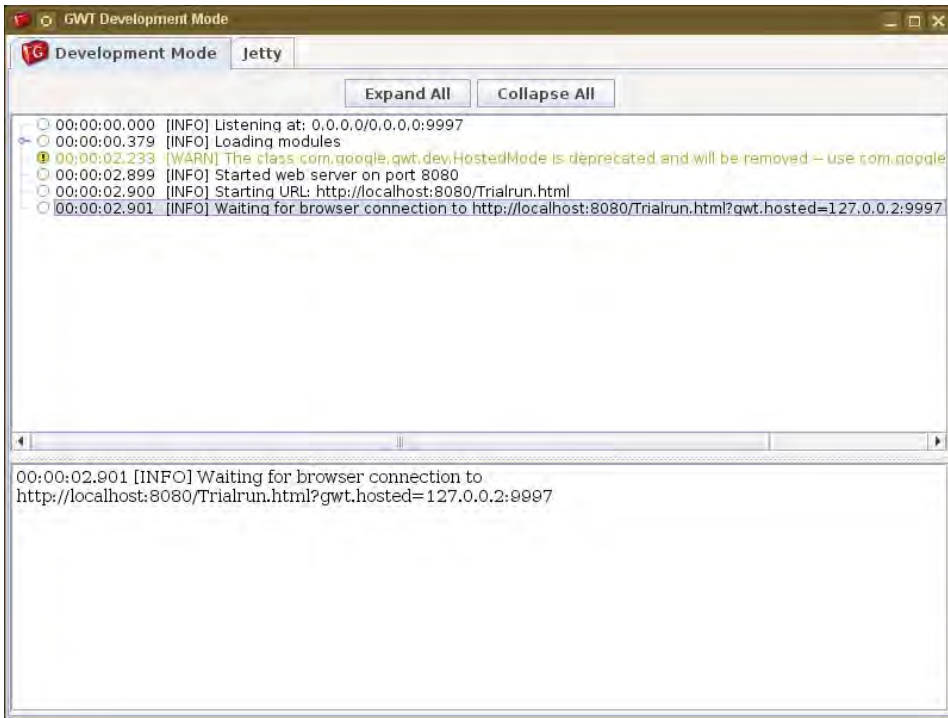 GWT Development Mode
Development Mode Jetty
Expand All Collapse All
00:00:00.000 [INFO] Listening at: 0.0.0.0/0.0.0.0:9997
00:00:00.379 [INFO] Loading modules
00:00:02.233 [WARN] The class com.google.gwt.dev.HostedMode is deprecated and will be removed -- use com.google
00:00:02.899 [INFO] Started web server on port 8080
00:00:02.900 [INFO] Starting URL: http://localhost:8080/Trialrun.html
00:00:02.901 [INFO] Waiting for browser connection to http://localhost:8080/Trialrun.html?gwt.hosted=127.0.0.2:9997
00:00:02.901 [INFO] Waiting for browser connection to
http://localhost:8080/Trialrun.html?gwt.hosted=127.0.0.2:9997